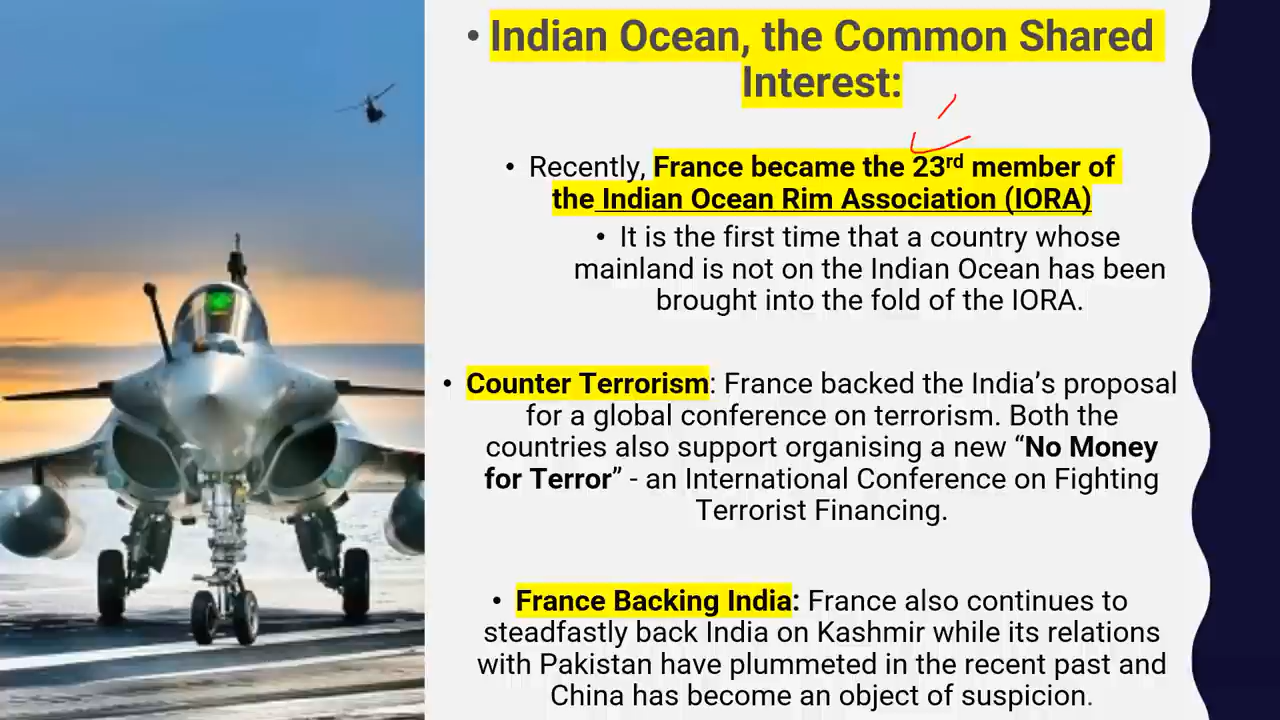 • Indian Ocean, the Common Shared
Interest:
• Recently, France became the 23rd member of
the Indian Ocean Rim Association (IORA)
• It is the first time that a country whose
mainland is not on the Indian Ocean has been
brought into the fold of the IORA.
• Counter Terrorism: France backed the India’s proposal
for a global conference on terrorism. Both the
countries also support organising a new “No Money
for Terror” - an International Conference on Fighting
Terrorist Financing.
• France Backing India: France also continues to
steadfastly back India on Kashmir while its relations
with Pakistan have plummeted in the recent past and
China has become an object of suspicion.